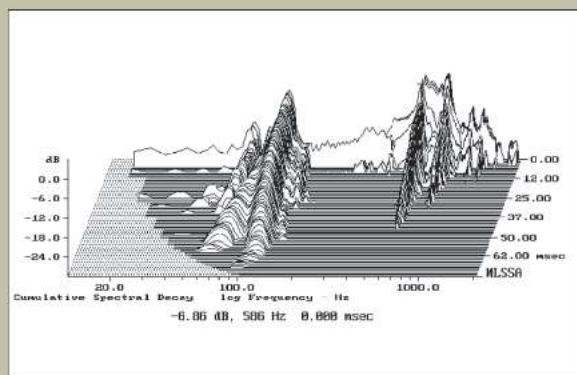 dB
0.0
-6.0
-12.0
-18.0
-24.0
0.00
12.00
25.00
37.00
50.00
62.00 msec
MLSSA
20.0 100.0 1000.0
Cumulative Spectral Decay log Frequency - Hz
-6.86 dB, 586 Hz 0.000 msec